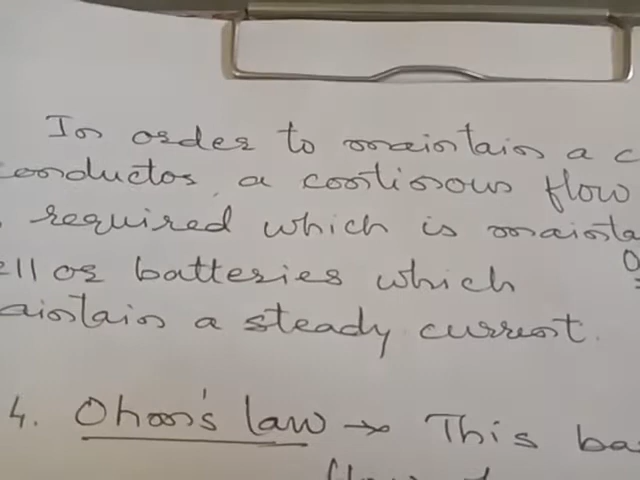 In order to maintain a c
conductor, a continous flow
required which is mainta
ell or batteries which
aintain a steady current.
4. Ohm's law → This ba